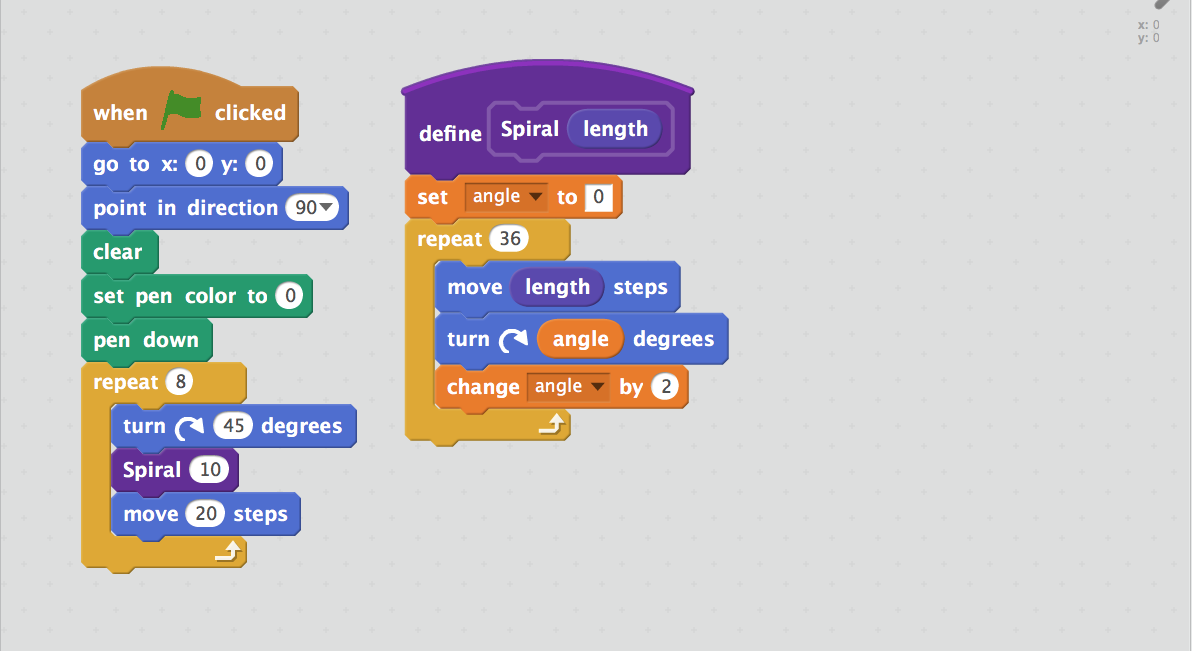 when clicked
go to x: 0 y: 0
point in direction 90
clear
set pen color to 0
pen down
repeat 8
turn 45 degrees
Spiral 10
move 20 steps
define Spiral length
set angle to 0
repeat 36
move length steps
turn angle degrees
change angle by 2
x: 0
y: 0